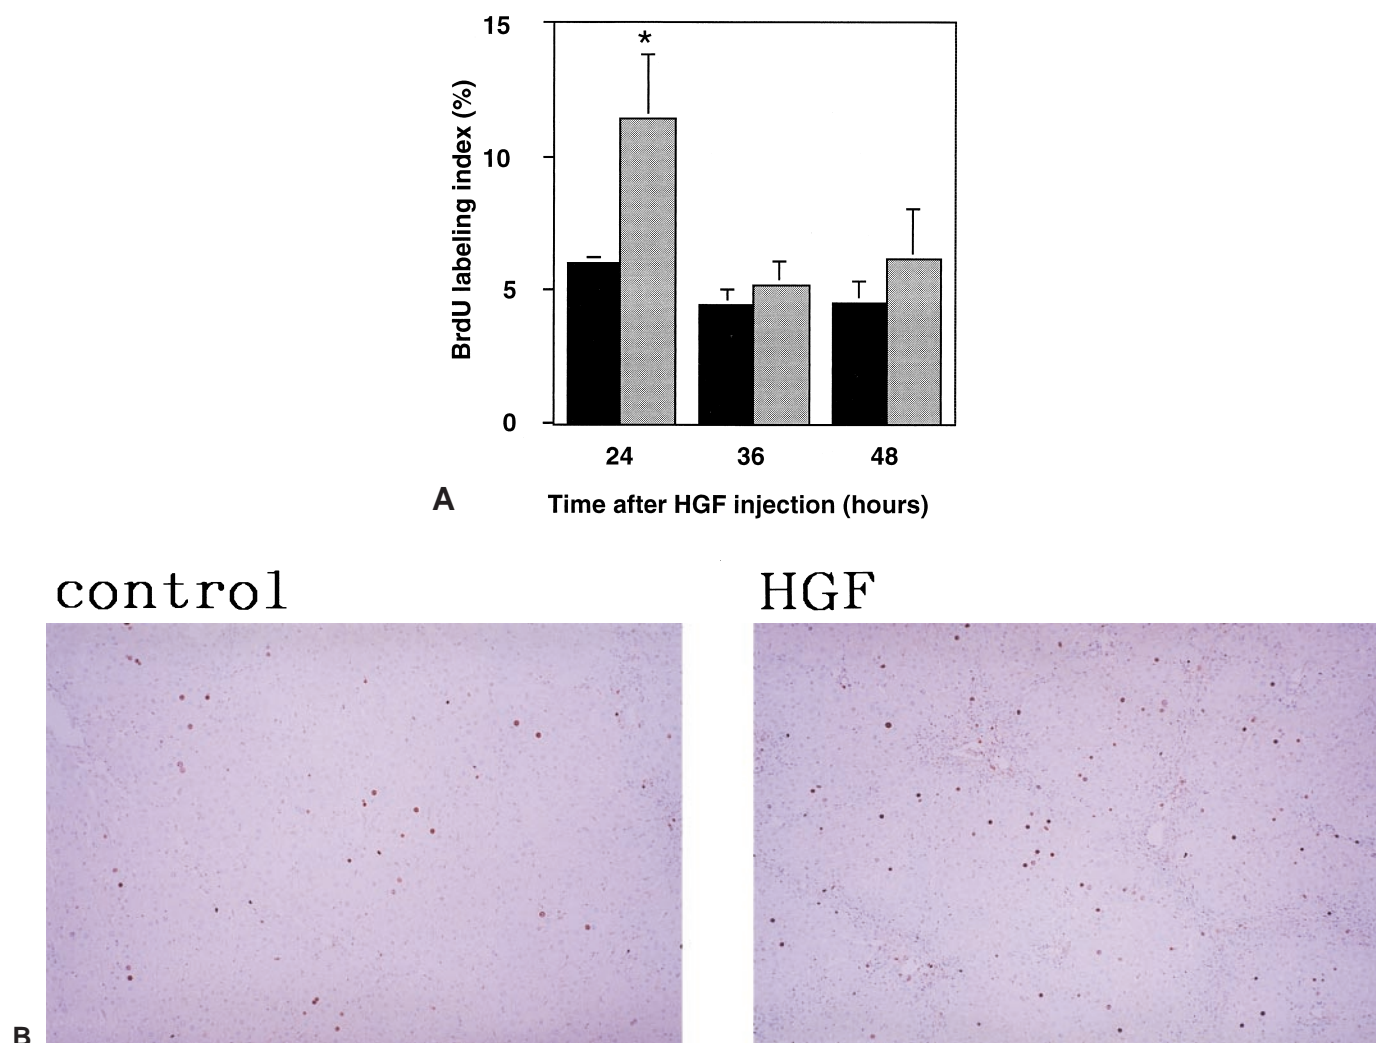 15
*
10
5
0
BrdU labeling index (%)
24 36 48
Time after HGF injection (hours)
A
control HGF
B